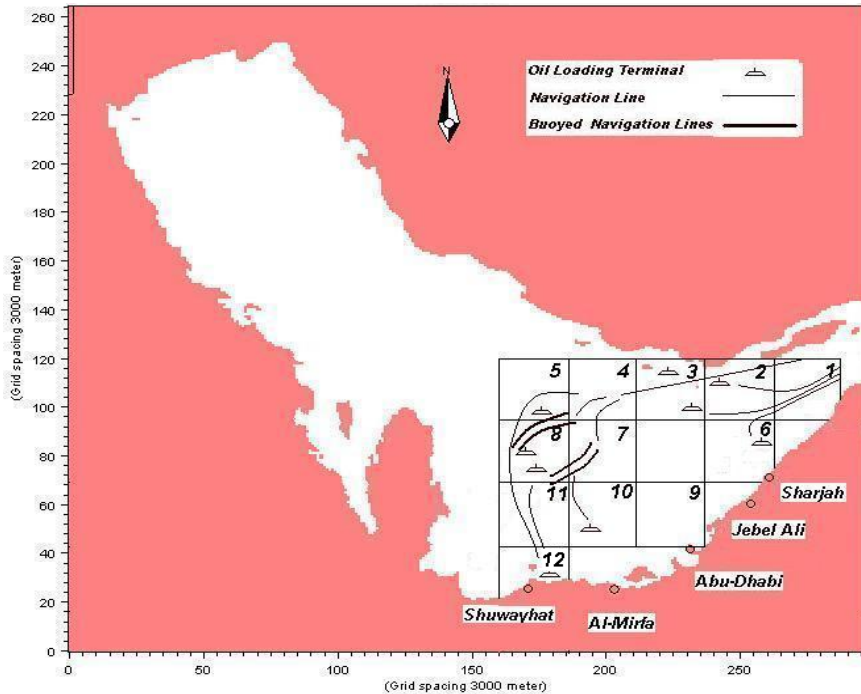 260
240
220
200
180
160
140
120
100
80
60
40
20
0
(Grid spacing 3000 meter)
N
Oil Loading Terminal
Navigation Line
Buoyed Navigation Lines
5 4 3 2 1
8 7 6
11 10 9
12
Sharjah
Jebel Ali
Abu-Dhabi
Shuwayhat
Al-Mirfa
0 50 100 150 200 250
(Grid spacing 3000 meter)